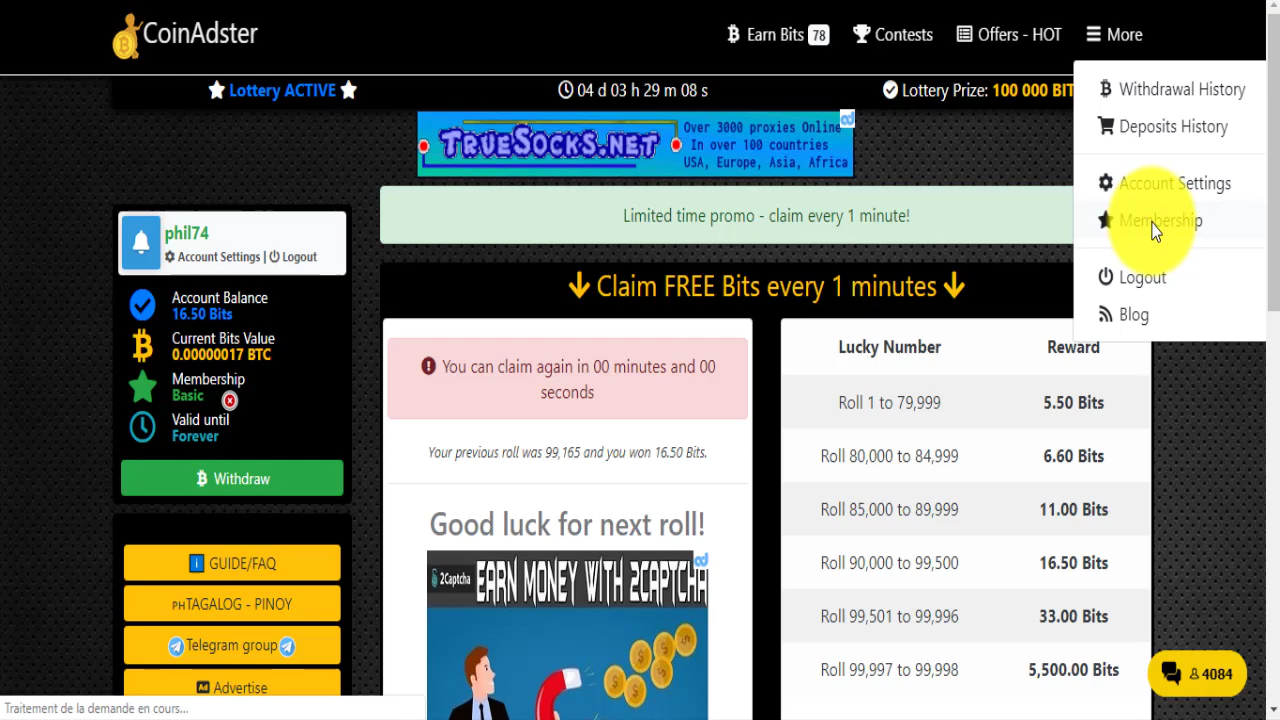 CoinAdster
Earn Bits 78
Contests
Offers - HOT
More
Lottery ACTIVE
04 d 03 h 29 m 08 s
Lottery Prize: 100 000 BIT
Withdrawal History
Deposits History
Account Settings
Membership
Logout
Blog
TRUESOCKS.NET
Over 3000 proxies Online
In over 100 countries
USA, Europe, Asia, Africa
ad
Limited time promo - claim every 1 minute!
phil74
Account Settings | Logout
Account Balance
16.50 Bits
Current Bits Value
0.00000017 BTC
Membership
Basic
Valid until
Forever
Withdraw
GUIDE/FAQ
PH TAGALOG - PINOY
Telegram group
Ad Advertise
Claim FREE Bits every 1 minutes
You can claim again in 00 minutes and 00
seconds
Your previous roll was 99,165 and you won 16.50 Bits.
Good luck for next roll!
ad
2Captcha
EARN MONEY WITH 2CAPTCHA
Lucky Number Reward
Roll 1 to 79,999 5.50 Bits
Roll 80,000 to 84,999 6.60 Bits
Roll 85,000 to 89,999 11.00 Bits
Roll 90,000 to 99,500 16.50 Bits
Roll 99,501 to 99,996 33.00 Bits
Roll 99,997 to 99,998 5,500.00 Bits
4084
Traitement de la demande en cours...